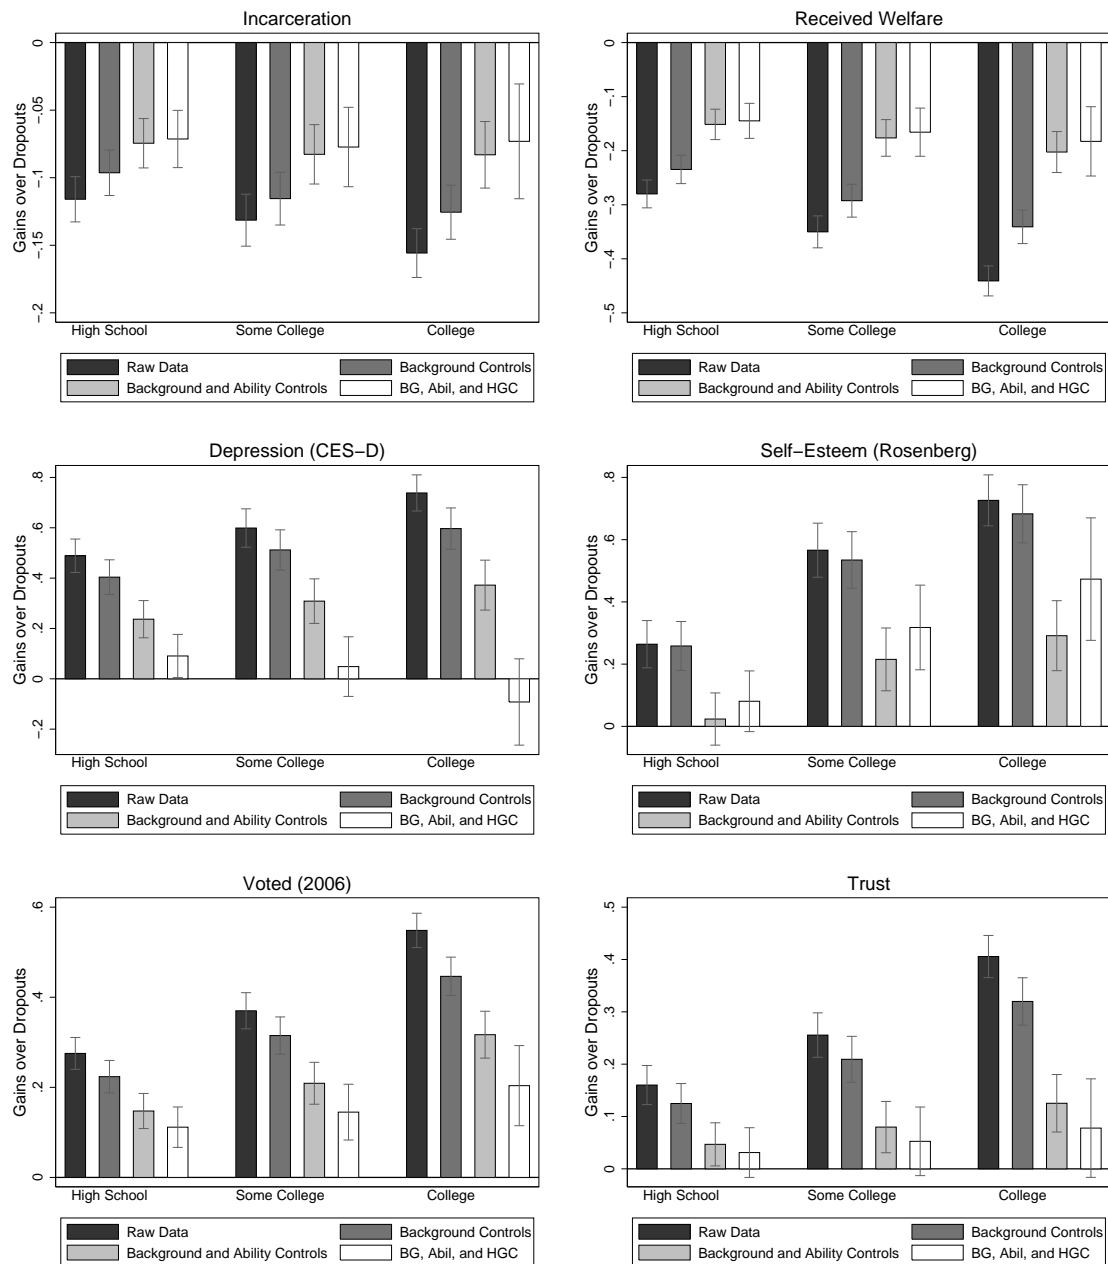 Incarceration
Gains over Dropouts
0
−.05
−.1
−.15
−.2
High School Some College College
Raw Data Background Controls
Background and Ability Controls BG, Abil, and HGC
Received Welfare
Gains over Dropouts
0
−.1
−.2
−.3
−.4
−.5
High School Some College College
Raw Data Background Controls
Background and Ability Controls BG, Abil, and HGC
Depression (CES−D)
Gains over Dropouts
.8
.6
.4
.2
0
−.2
High School Some College College
Raw Data Background Controls
Background and Ability Controls BG, Abil, and HGC
Self−Esteem (Rosenberg)
Gains over Dropouts
.8
.6
.4
.2
0
High School Some College College
Raw Data Background Controls
Background and Ability Controls BG, Abil, and HGC
Voted (2006)
Gains over Dropouts
.6
.4
.2
0
High School Some College College
Raw Data Background Controls
Background and Ability Controls BG, Abil, and HGC
Trust
Gains over Dropouts
.5
.4
.3
.2
.1
0
High School Some College College
Raw Data Background Controls
Background and Ability Controls BG, Abil, and HGC